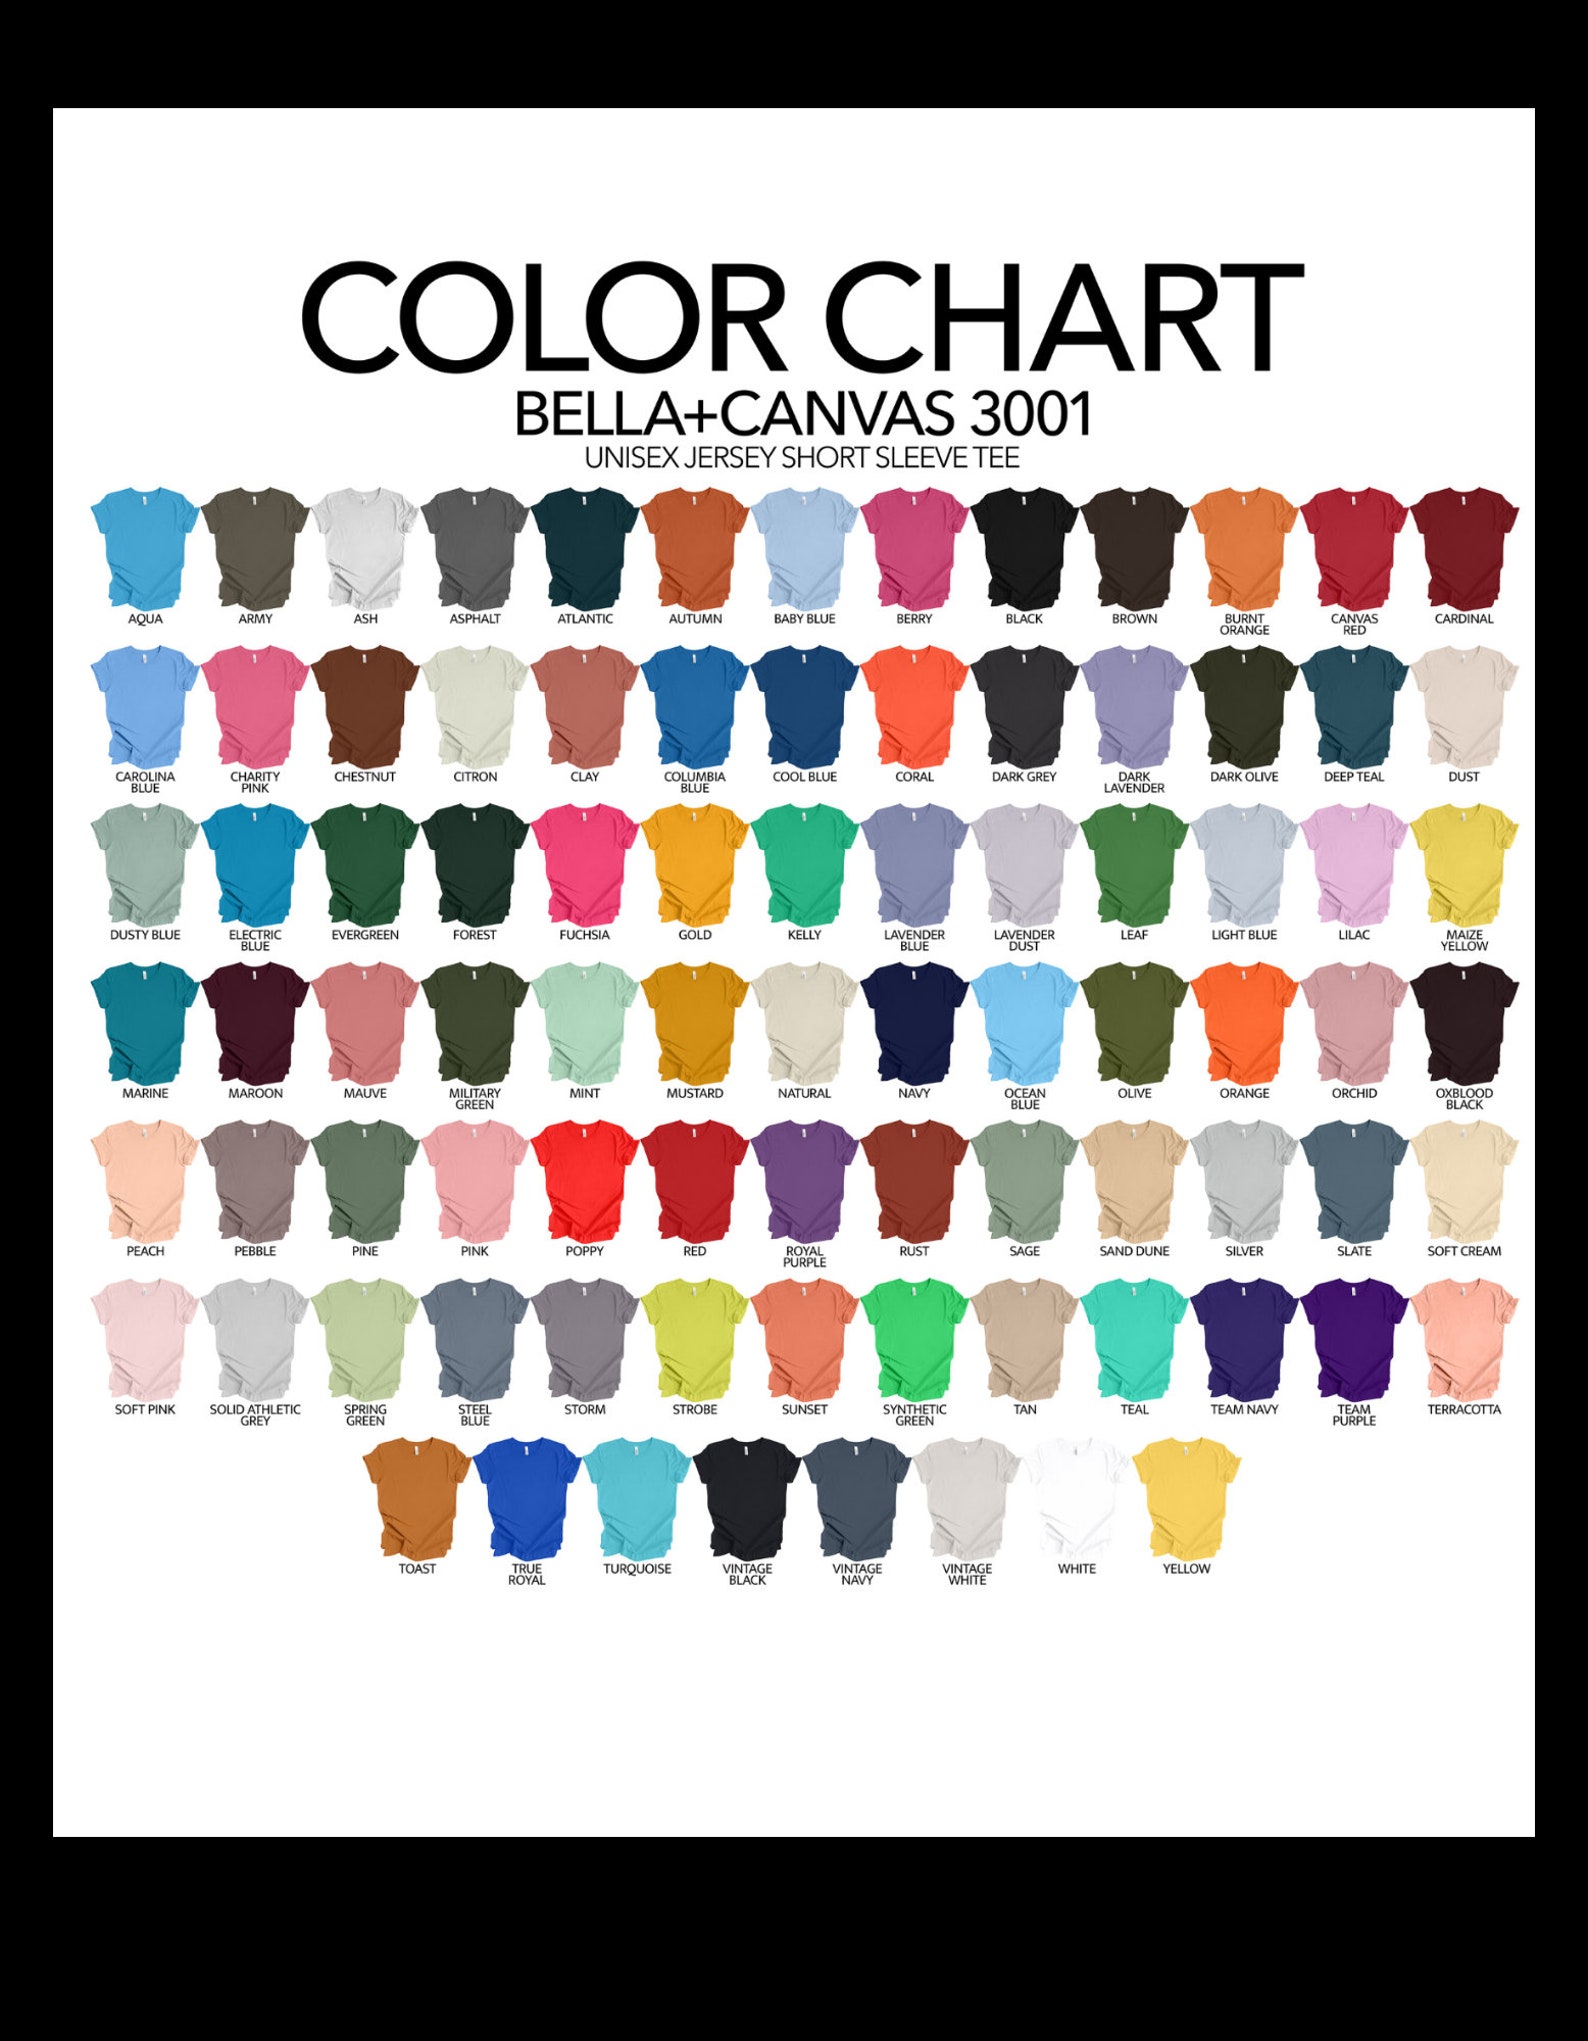 COLOR CHART
BELLA+CANVAS 3001
UNISEX JERSEY SHORT SLEEVE TEE
AQUA ARMY ASH ASPHALT ATLANTIC AUTUMN BABY BLUE BERRY BLACK BROWN BURNT CANVAS CARDINAL
ORANGE RED
CAROLINA CHARITY CHESTNUT CITRON CLAY COLUMBIA COOL BLUE CORAL DARK GREY DARK DARK OLIVE DEEP TEAL DUST
BLUE PINK BLUE LAVENDER
DUSTY BLUE ELECTRIC EVERGREEN FOREST FUCHSIA GOLD KELLY LAVENDER LAVENDER LEAF LIGHT BLUE LILAC MAIZE
BLUE BLUE DUST YELLOW
MARINE MAROON MAUVE MILITARY MINT MUSTARD NATURAL NAVY OCEAN OLIVE ORANGE ORCHID OXBLOOD
GREEN BLUE BLACK
PEACH PEBBLE PINE PINK POPPY RED ROYAL RUST SAGE SAND DUNE SILVER SLATE SOFT CREAM
PURPLE
SOFT PINK SOLID ATHLETIC SPRING STEEL STORM STROBE SUNSET SYNTHETIC TAN TEAL TEAM NAVY TEAM TERRACOTTA
GREY GREEN BLUE GREEN PURPLE
TOAST TRUE TURQUOISE VINTAGE VINTAGE VINTAGE WHITE YELLOW
ROYAL BLACK NAVY WHITE